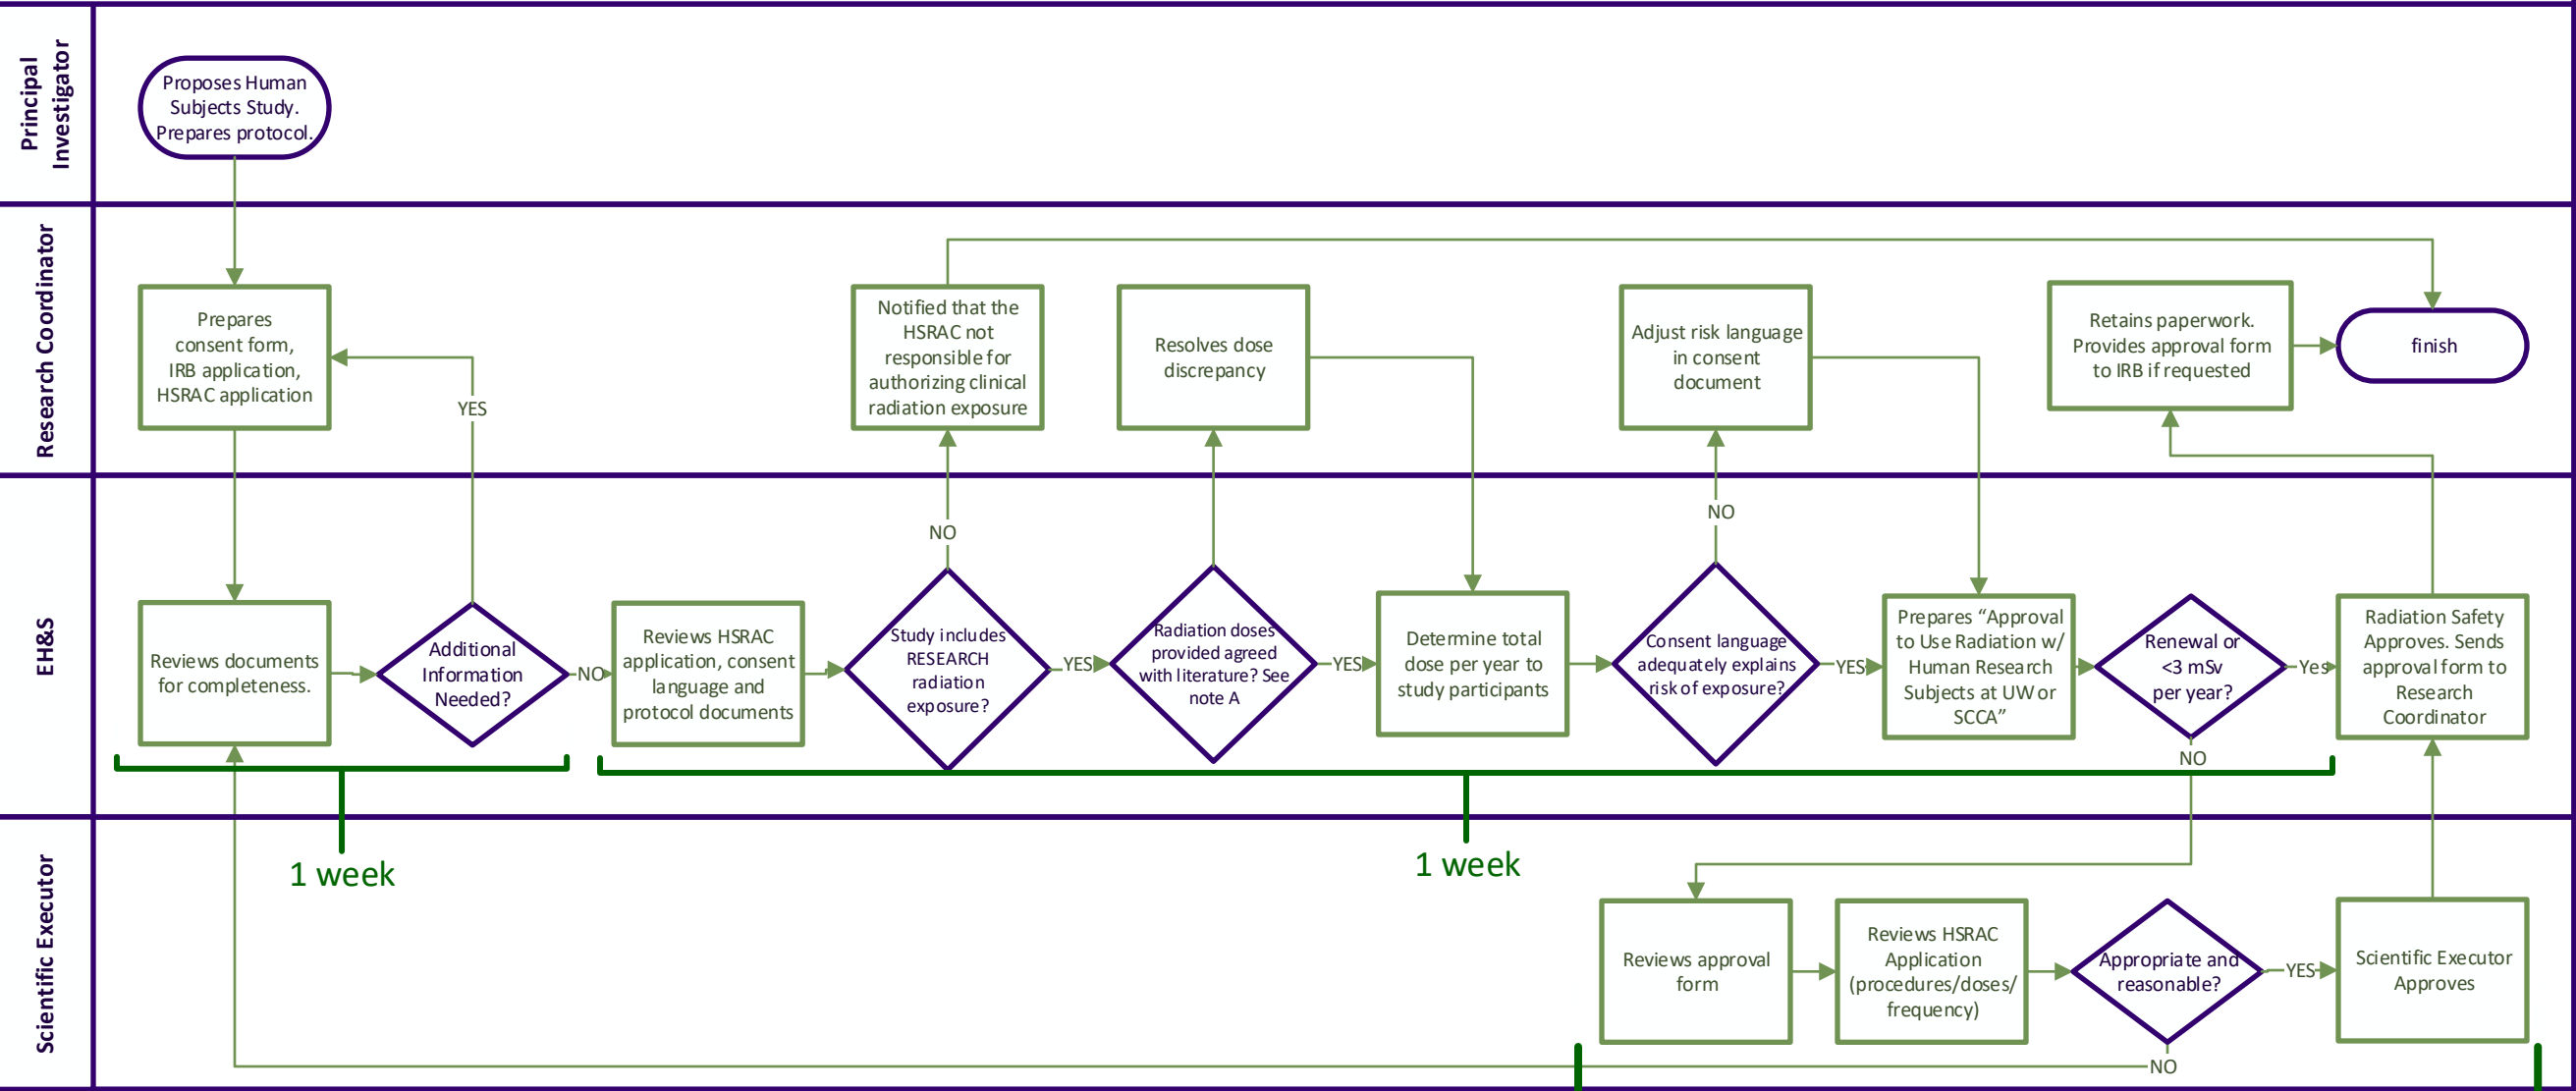 Principal
Investigator
Proposes Human
Subjects Study.
Prepares protocol.
Research Coordinator
Prepares
consent form,
IRB application,
HSRAC application
YES
Notified that the
HSRAC not
responsible for
authorizing clinical
radiation exposure
Resolves dose
discrepancy
Adjust risk language
in consent
document
Retains paperwork.
Provides approval form
to IRB if requested
finish
EH&S
Reviews documents
for completeness.
Additional
Information
Needed?
NO
Reviews HSRAC
application, consent
language and
protocol documents
Study includes
RESEARCH
radiation
exposure?
NO
YES
Radiation doses
provided agreed
with literature? See
note A
YES
Determine total
dose per year to
study participants
Consent language
adequately explains
risk of exposure?
NO
YES
Prepares “Approval
to Use Radiation w/
Human Research
Subjects at UW or
SCCA”
Renewal or
<3 mSv
per year?
Yes
NO
Radiation Safety
Approves. Sends
approval form to
Research
Coordinator
1 week
1 week
Scientific Executor
Reviews approval
form
Reviews HSRAC
Application
(procedures/doses/
frequency)
Appropriate and
reasonable?
YES
NO
Scientific Executor
Approves